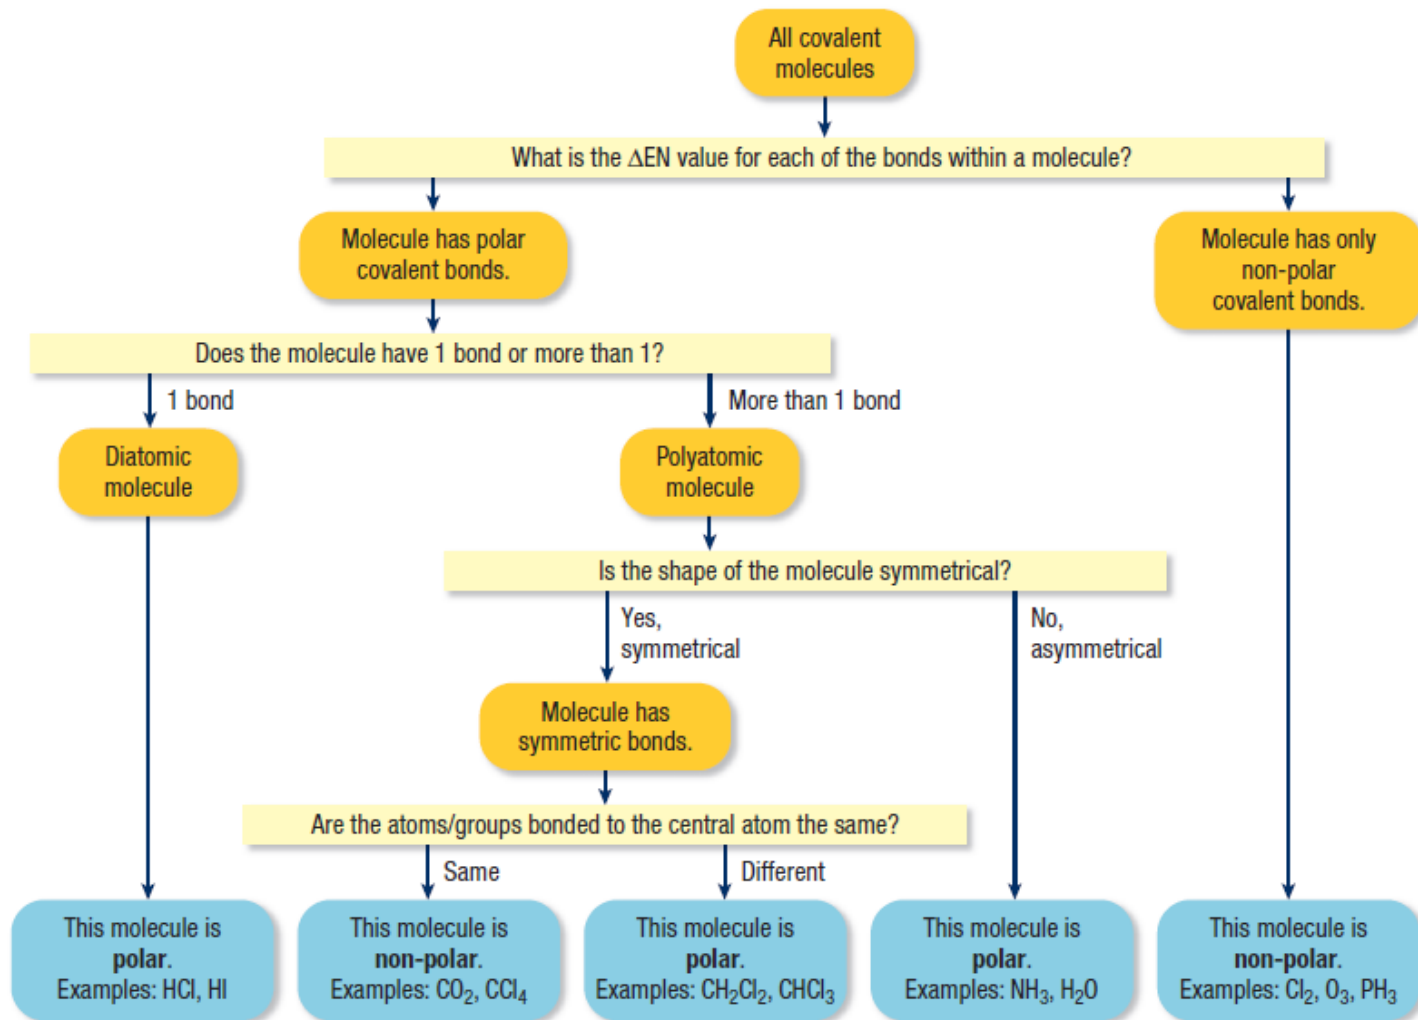 All covalent
molecules
What is the ΔEN value for each of the bonds within a molecule?
Molecule has polar
covalent bonds.
Molecule has only
non-polar
covalent bonds.
Does the molecule have 1 bond or more than 1?
1 bond
More than 1 bond
Diatomic
molecule
Polyatomic
molecule
Is the shape of the molecule symmetrical?
Yes,
symmetrical
No,
asymmetrical
Molecule has
symmetric bonds.
Are the atoms/groups bonded to the central atom the same?
Same
Different
This molecule is
polar.
Examples: HCl, HI
This molecule is
non-polar.
Examples: CO₂, CCl₄
This molecule is
polar.
Examples: CH₂Cl₂, CHCl₃
This molecule is
polar.
Examples: NH₃, H₂O
This molecule is
non-polar.
Examples: Cl₂, O₃, PH₃